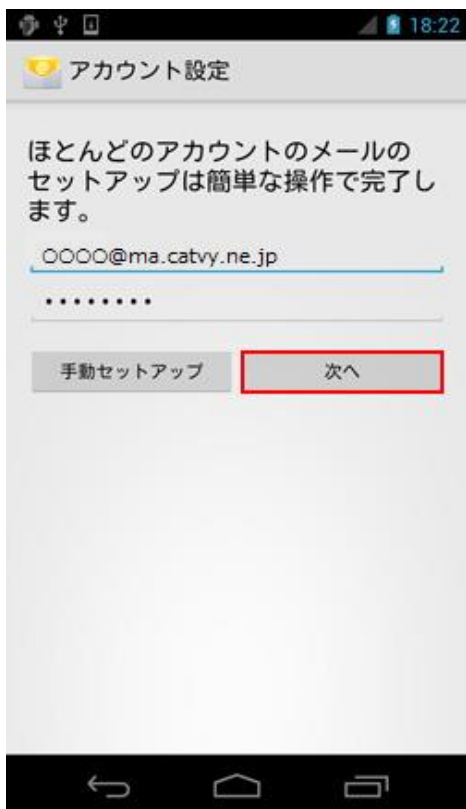 18:22
アカウント設定
ほとんどのアカウントのメールの
セットアップは簡単な操作で完了し
ます。
○○○○@ma.catvy.ne.jp
••••••••
手動セットアップ
次へ